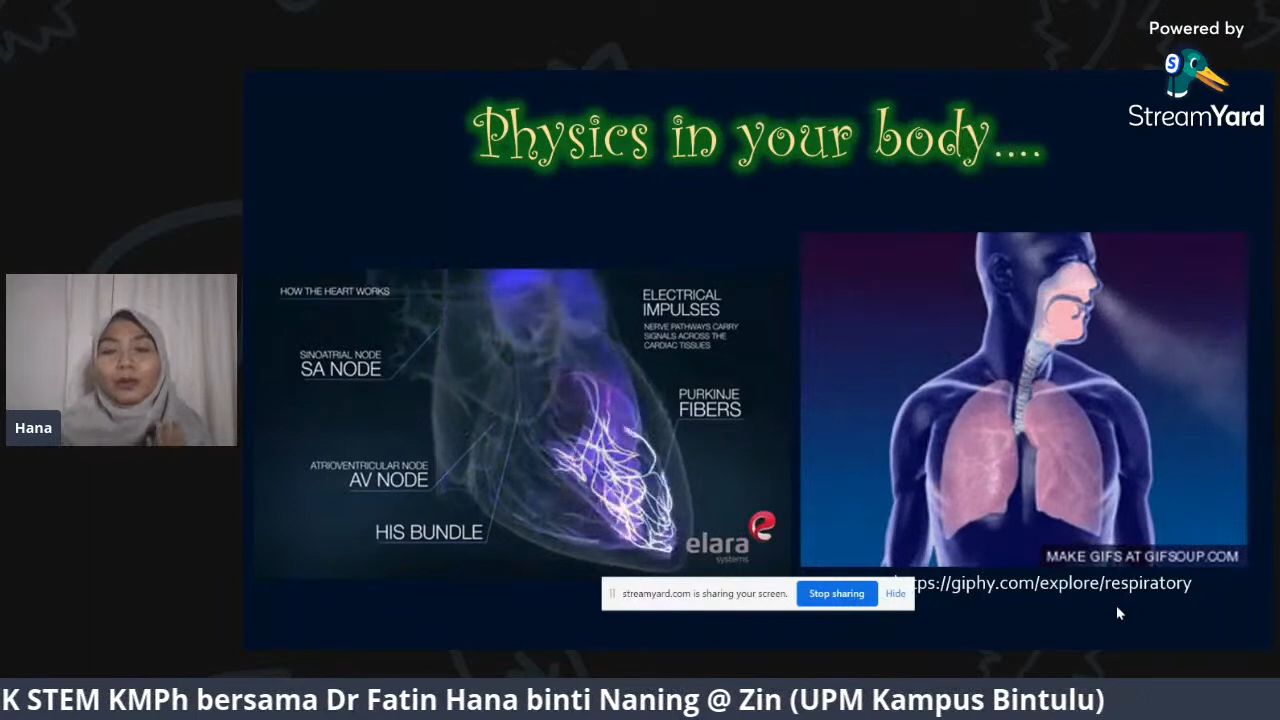 Powered by
StreamYard
Physics in your body....
HOW THE HEART WORKS
ELECTRICAL
IMPULSES
NERVE PATHWAYS CARRY
SIGNALS ACROSS THE
CARDIAC TISSUES
SINOATRIAL NODE
SA NODE
PURKINJE
FIBERS
ATRIOVENTRICULAR NODE
AV NODE
HIS BUNDLE
elara
systems
MAKE GIFS AT GIFSOUP.COM
Hana
streamyard.com is sharing your screen.
Stop sharing
Hide
tps://giphy.com/explore/respiratory
K STEM KMPh bersama Dr Fatin Hana binti Naning @ Zin (UPM Kampus Bintulu)